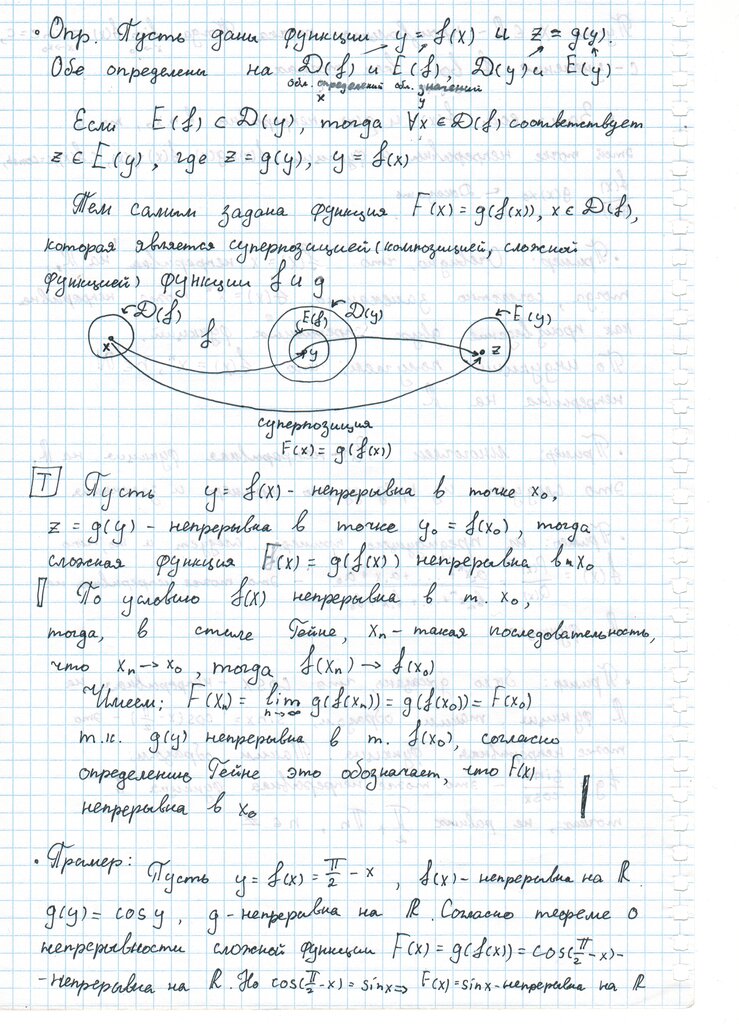 • Опр. Пусть даны функции y = f(x) и z = g(y).
Обе определены на D(f) и E(f), D(y) и E(y)
обл. определений обл. значений
x y
Если E(f) ⊂ D(y), тогда ∀x ∈ D(f) соответствует
z ∈ E(y), где z = g(y), y = f(x)
Тем самим задана функция F(x) = g(f(x)), x ∈ D(f),
которая является суперпозицией (композицией, сложной
функцией) функции f и g
D(f) f E(f) D(y) E(y)
x y z
суперпозиция
F(x) = g(f(x))
T Пусть y = f(x) - непрерывна в точке x₀,
z = g(y) - непрерывна в точке y₀ = f(x₀), тогда
сложная функция F(x) = g(f(x)) непрерывна в т x₀
По условию f(x) непрерывна в т. x₀,
тогда, в стиле Гейне, xₙ - такая последовательность,
что xₙ → x₀, тогда f(xₙ) → f(x₀)
Имеем: F(xₙ) = lim g(f(xₙ)) = g(f(x₀)) = F(x₀)
n→∞
т.к. g(y) непрерывна в т. f(x₀), согласно
определению Гейне это обозначает, что F(x)
непрерывна в x₀
• Пример:
Пусть y = f(x) = π/2 - x, f(x) - непрерывна на ℝ.
g(y) = cos y, g - непрерывна на ℝ. Согласно теореме о
непрерывности сложной функции F(x) = g(f(x)) = cos(π/2 - x) -
- непрерывна на ℝ. Но cos(π/2 - x) = sin x ⇒ F(x) = sin x - непрерывна на ℝ